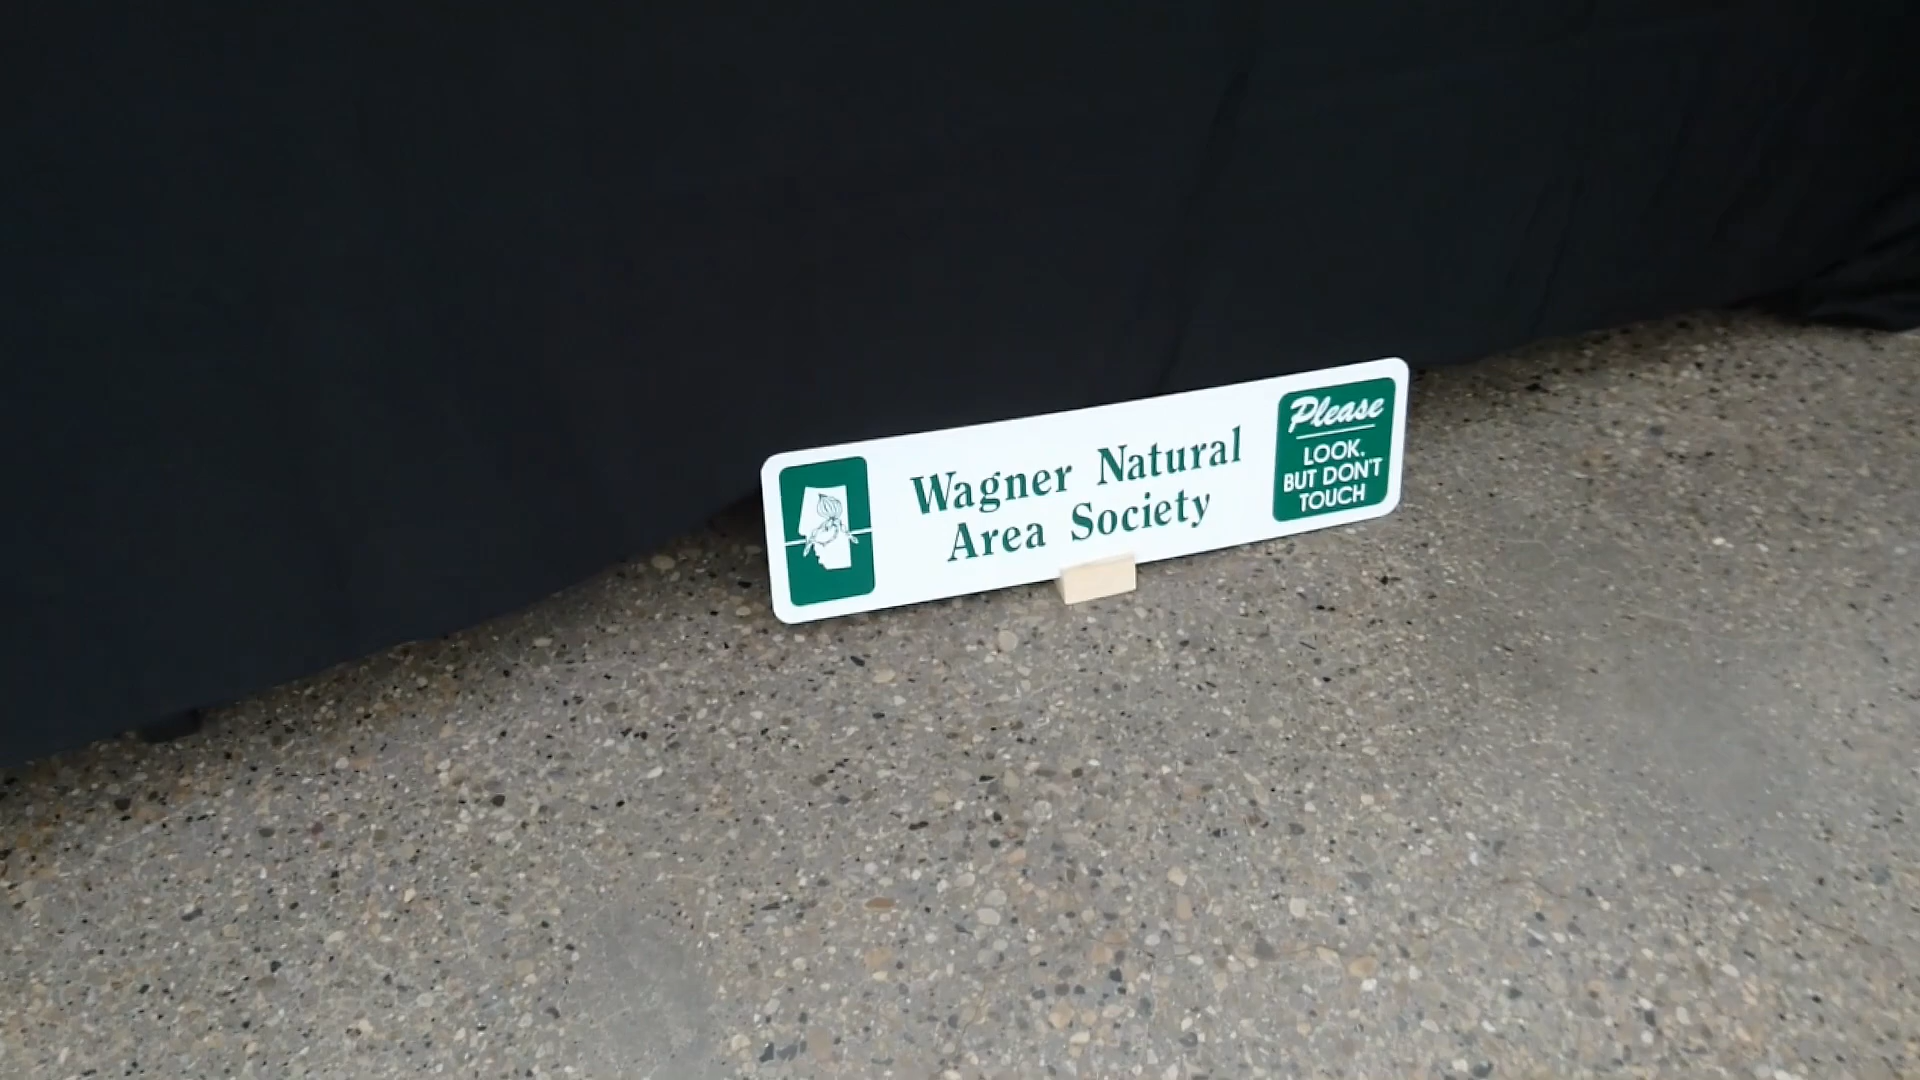 Wagner Natural
Area Society
Please
LOOK.
BUT DON'T
TOUCH